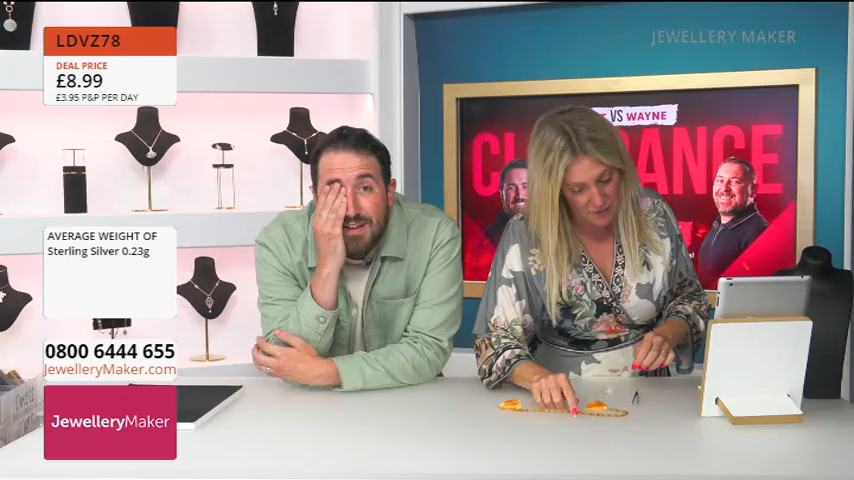 LDVZ78
DEAL PRICE
£8.99
£3.95 P&P PER DAY
AVERAGE WEIGHT OF
Sterling Silver 0.23g
0800 6444 655
JewelleryMaker.com
JewelleryMaker
JEWELLERY MAKER
VS WAYNE